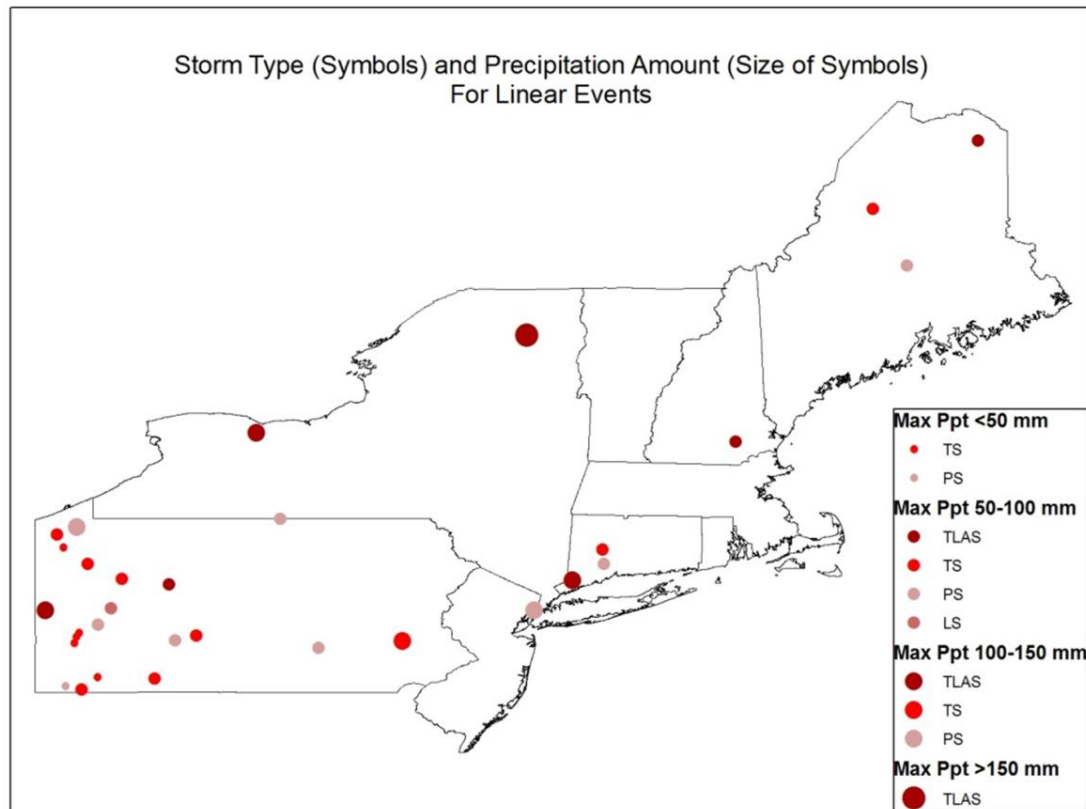 Storm Type (Symbols) and Precipitation Amount (Size of Symbols)
For Linear Events
Max Ppt <50 mm
TS
PS
Max Ppt 50-100 mm
TLAS
TS
PS
LS
Max Ppt 100-150 mm
TLAS
TS
PS
Max Ppt >150 mm
TLAS